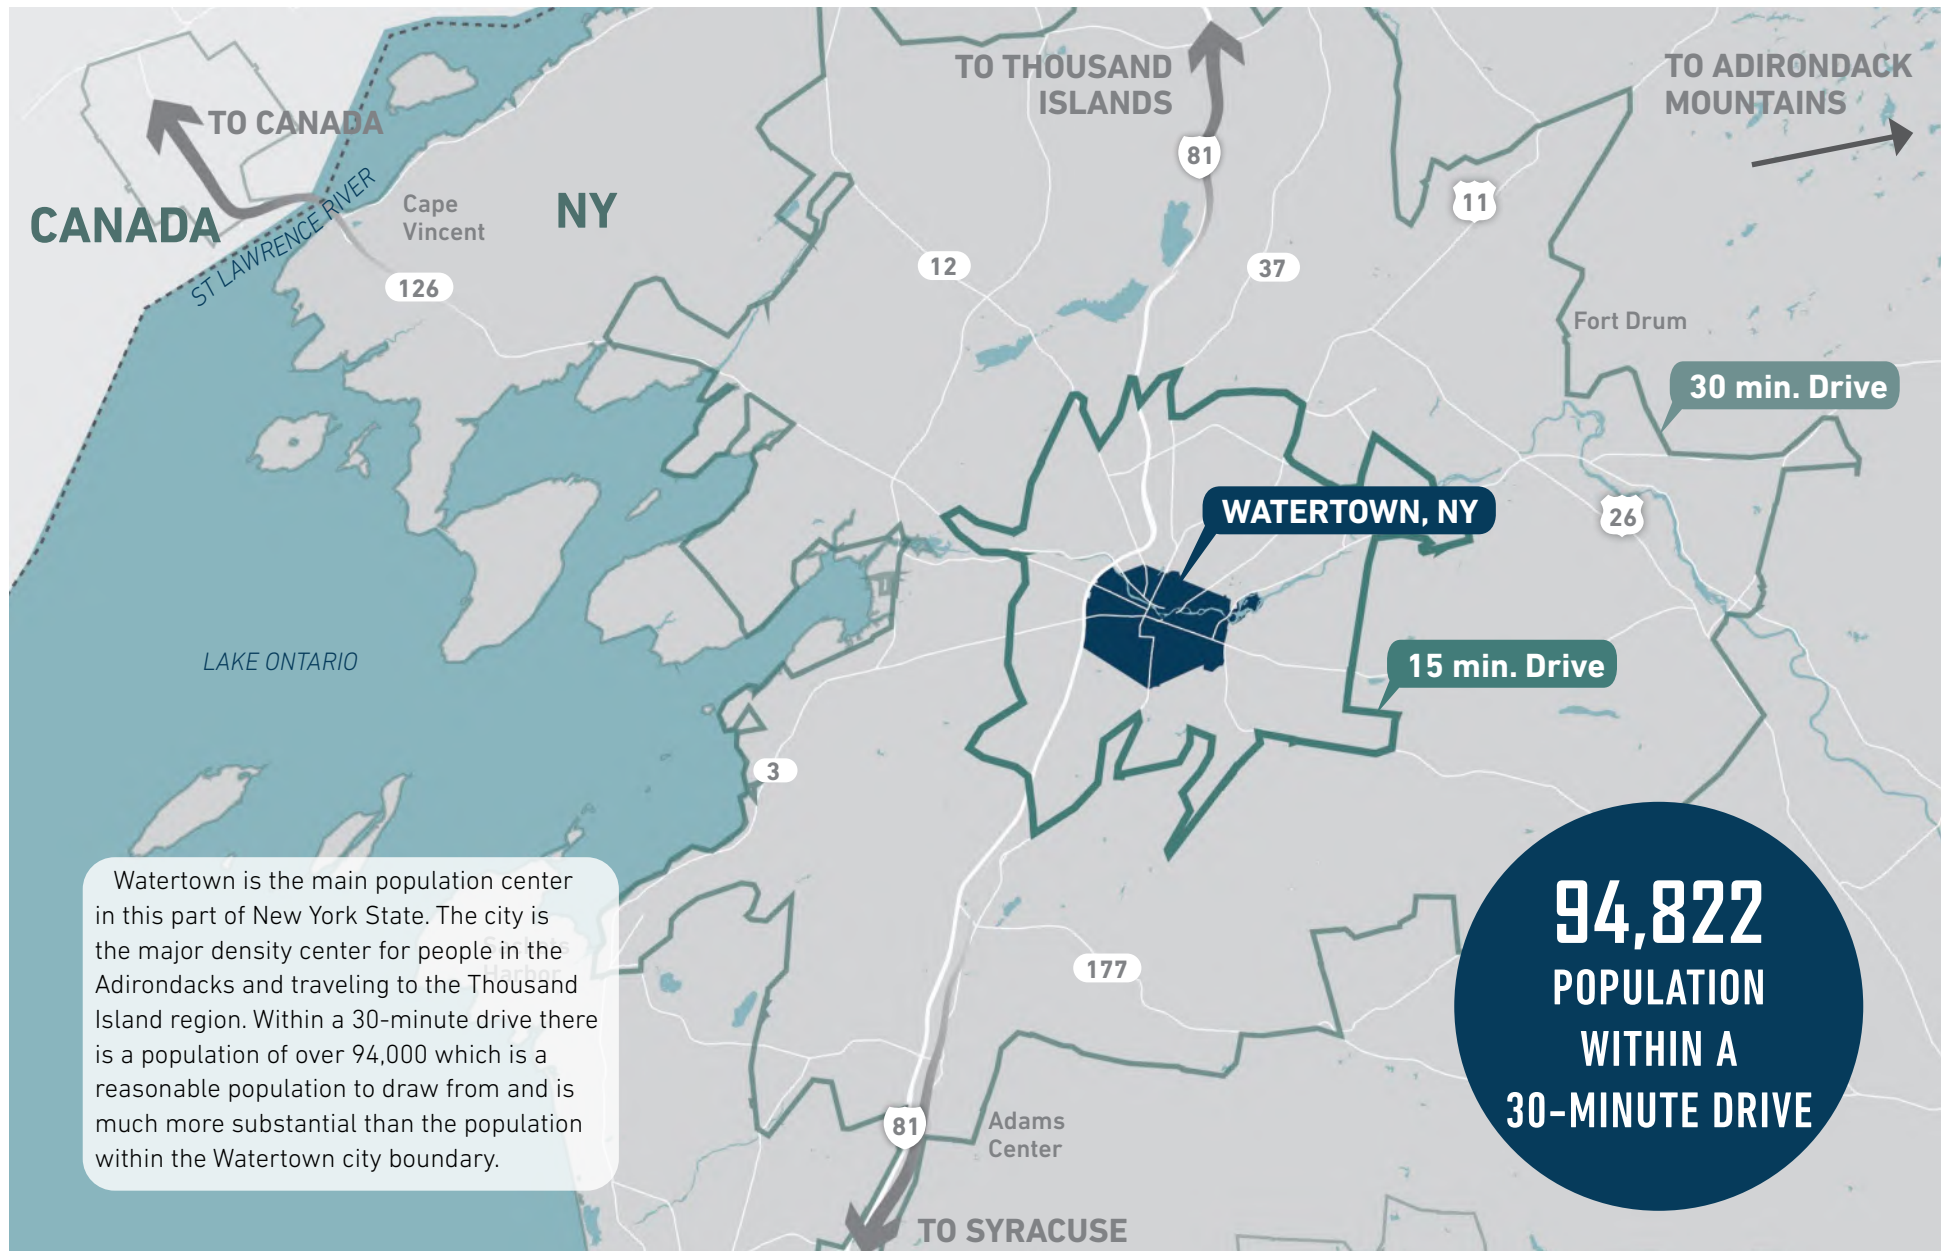 TO THOUSAND
ISLANDS
TO ADIRONDACK
MOUNTAINS
TO CANADA
81
ST LAWRENCE RIVER
CANADA
Cape
Vincent
NY
11
12
37
126
Fort Drum
30 min. Drive
WATERTOWN, NY
26
LAKE ONTARIO
15 min. Drive
3
Watertown is the main population center
in this part of New York State. The city is
the major density center for people in the
Adirondacks and traveling to the Thousand
Island region. Within a 30-minute drive there
is a population of over 94,000 which is a
reasonable population to draw from and is
much more substantial than the population
within the Watertown city boundary.
Sackets
Harbor
177
94,822
POPULATION
WITHIN A
30-MINUTE DRIVE
81
Adams
Center
TO SYRACUSE